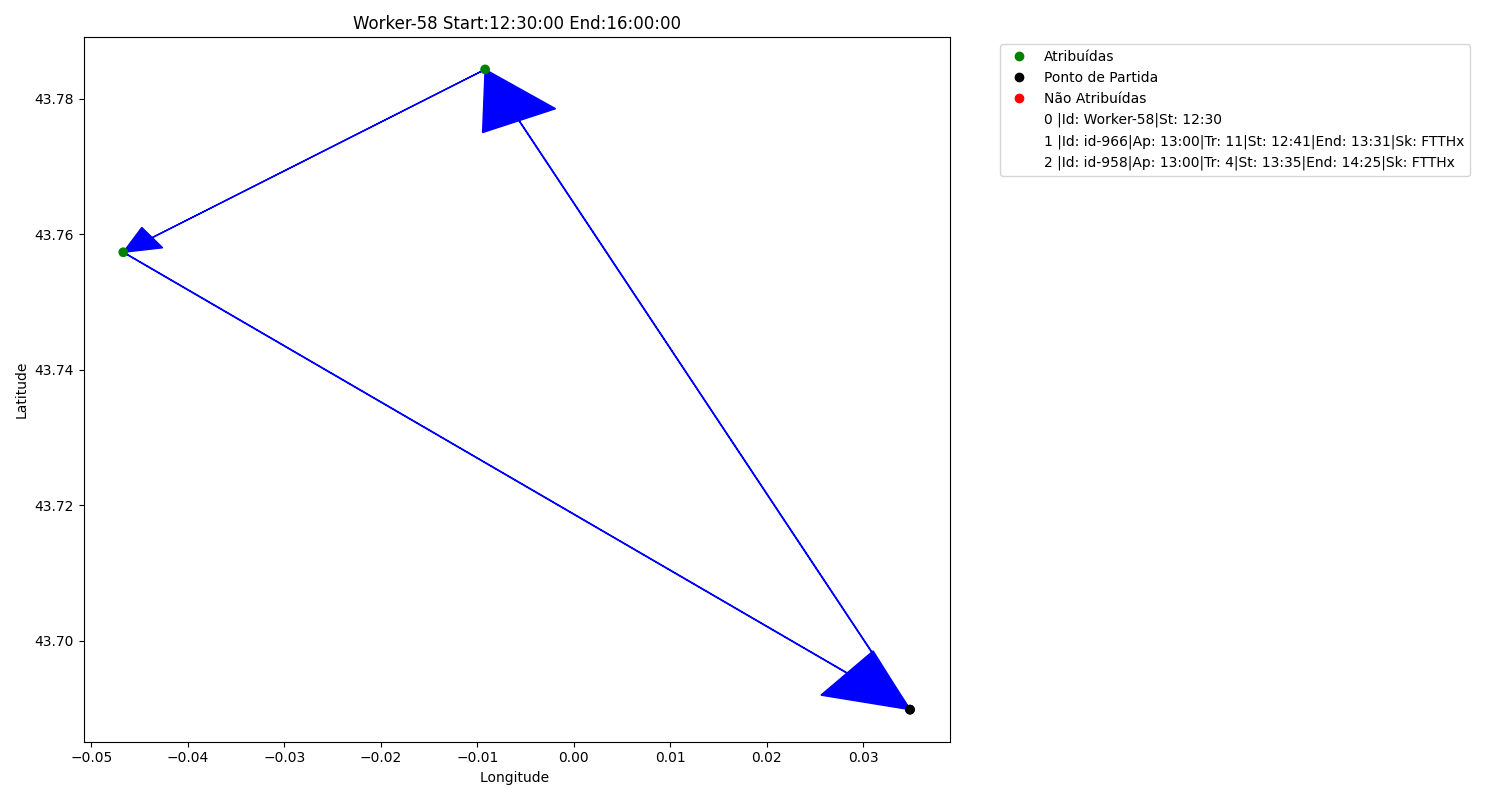 Worker-58 Start:12:30:00 End:16:00:00
Atribuídas
Ponto de Partida
Não Atribuídas
0 |Id: Worker-58|St: 12:30
1 |Id: id-966|Ap: 13:00|Tr: 11|St: 12:41|End: 13:31|Sk: FTTHx
2 |Id: id-958|Ap: 13:00|Tr: 4|St: 13:35|End: 14:25|Sk: FTTHx
43.78
43.76
43.74
43.72
43.70
Latitude
−0.05
−0.04
−0.03
−0.02
−0.01
0.00
0.01
0.02
0.03
Longitude